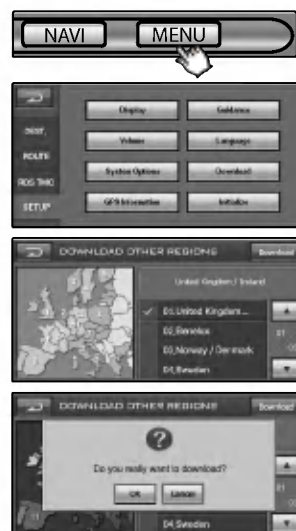 NAVI MENU
Display Guidance
DEST.
Volume Language
ROUTE
System Options Download
RDS TMC
GPS Information Initialize
SETUP
DOWNLOAD OTHER REGIONS Download
United Kingdom / Ireland
✓ 01.United Kingdom...
02.Benelux 01
03.Norway / Denmark
04.Sweden
DOWNLOAD OTHER REGIONS Download
?
Do you really want to download?
OK Cancel
01
04.Sweden